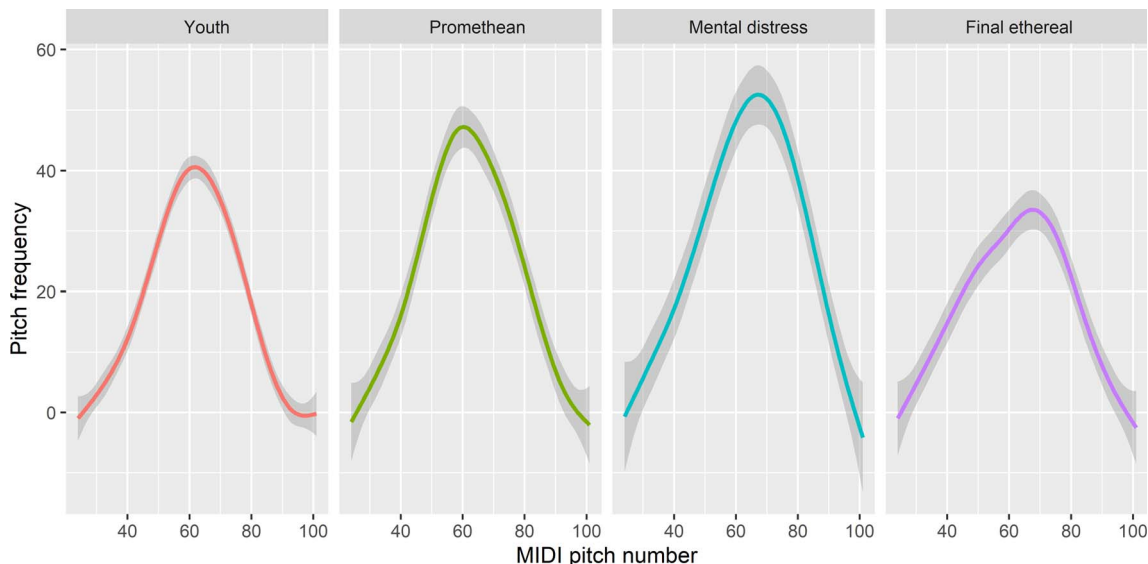 Youth Promethean Mental distress Final ethereal
60
40
20
0
Pitch frequency
40 60 80 100 40 60 80 100 40 60 80 100 40 60 80 100
MIDI pitch number